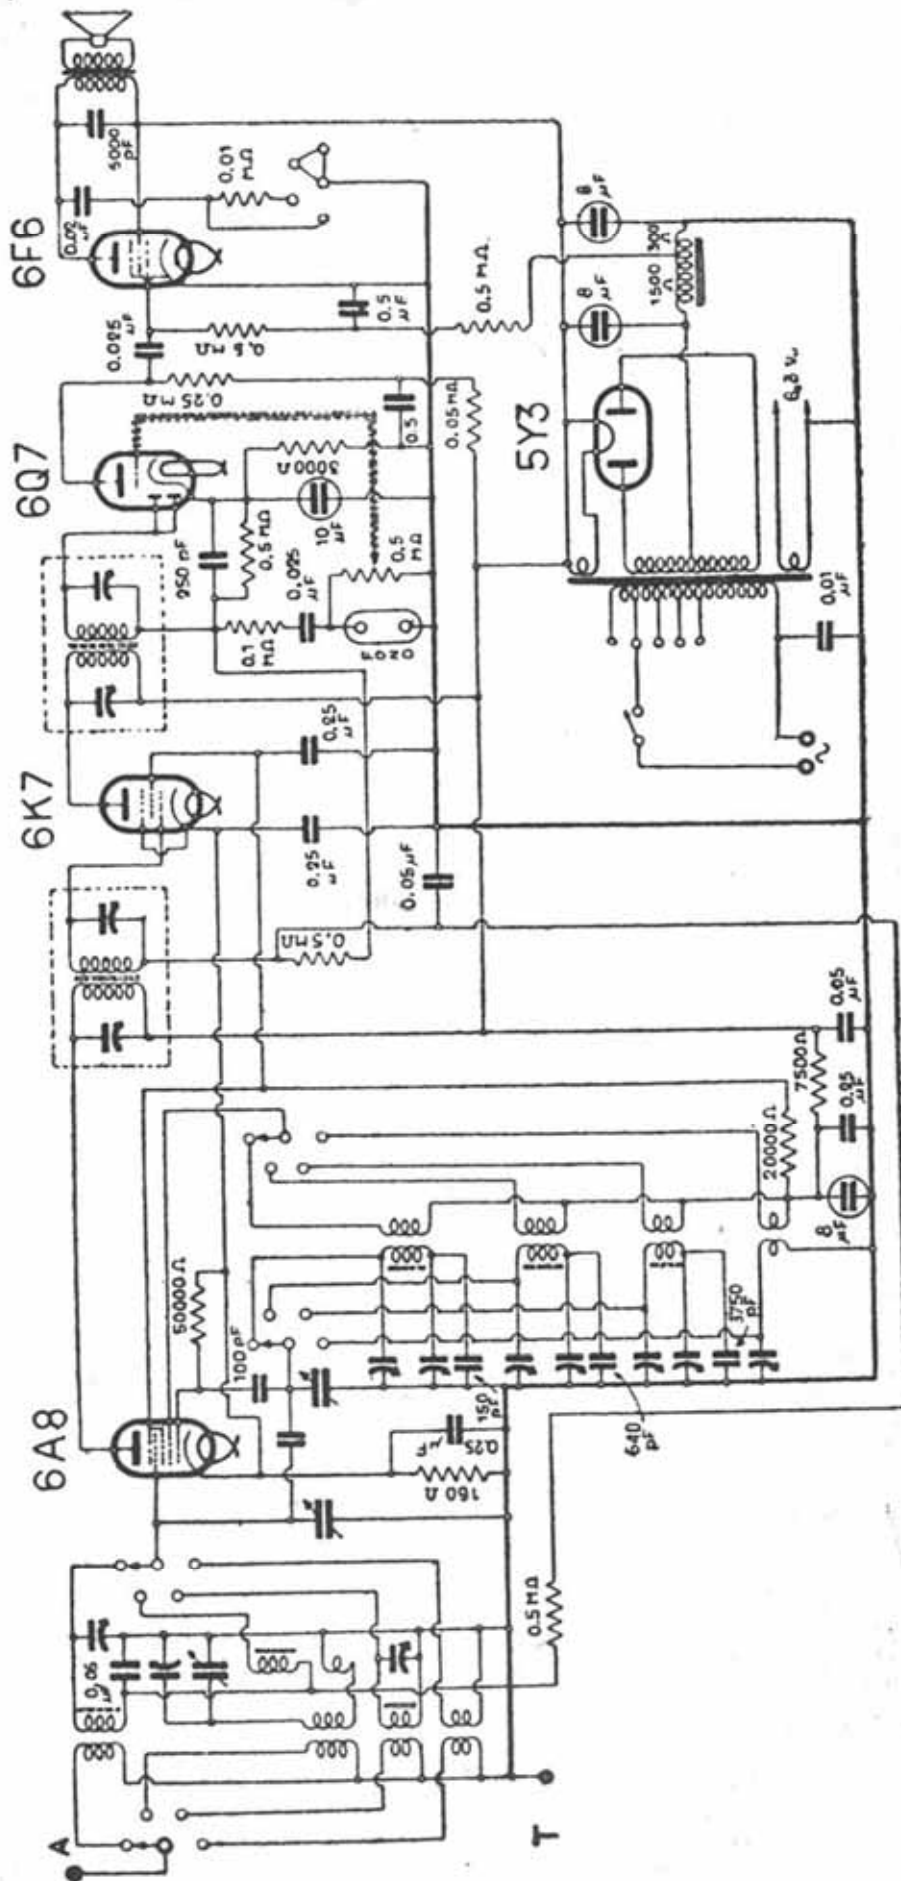 6A8
6K7
6Q7
6F6
5Y3
A
T
0,05 µF
0.5 MΩ
160 Ω
0.25 µF
100 pF
50000 Ω
150 pF
640 pF
3750 pF
8 µF
20000 Ω
0.25 µF
7500 Ω
0.05 µF
0.5 MΩ
0.05 µF
0.25 µF
0.25 µF
0.1 MΩ
0.025 µF
FONO
250 pF
0.5 MΩ
10 µF
0.5 MΩ
3000 Ω
0.5
0.05 MΩ
0.25 MΩ
0.025 µF
0.5 MΩ
0.5 µF
0.5 MΩ
0.02 µF
5000 pF
0.01 MΩ
8 µF
8 µF
1500 Ω
300 Ω
6,3 V~
0.01 µF
~